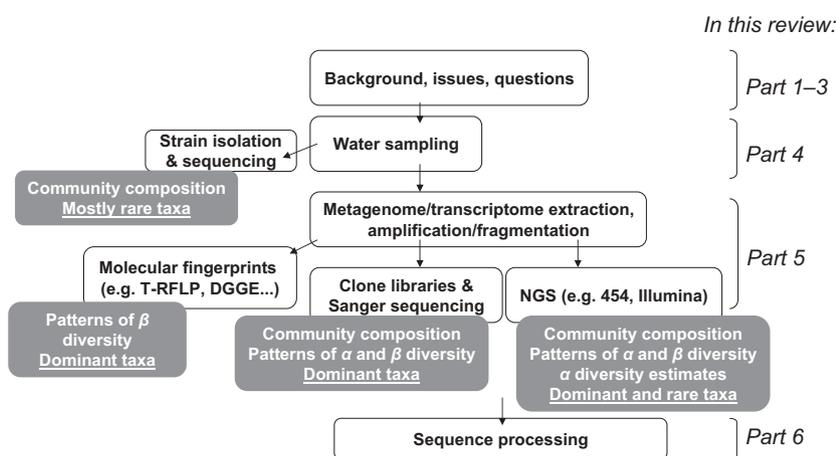 In this review:
Background, issues, questions
Part 1–3
Water sampling
Strain isolation
& sequencing
Part 4
Community composition
Mostly rare taxa
Metagenome/transcriptome extraction,
amplification/fragmentation
Part 5
Molecular fingerprints
(e.g. T-RFLP, DGGE...)
Clone libraries &
Sanger sequencing
NGS (e.g. 454, Illumina)
Patterns of β
diversity
Dominant taxa
Community composition
Patterns of α and β diversity
Dominant taxa
Community composition
Patterns of α and β diversity
α diversity estimates
Dominant and rare taxa
Sequence processing
Part 6